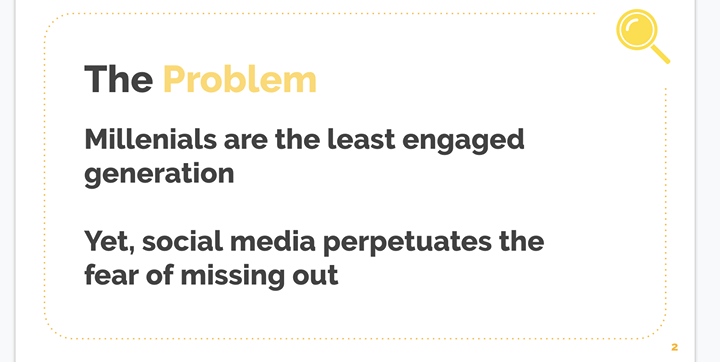 The Problem
Millenials are the least engaged
generation
Yet, social media perpetuates the
fear of missing out
2